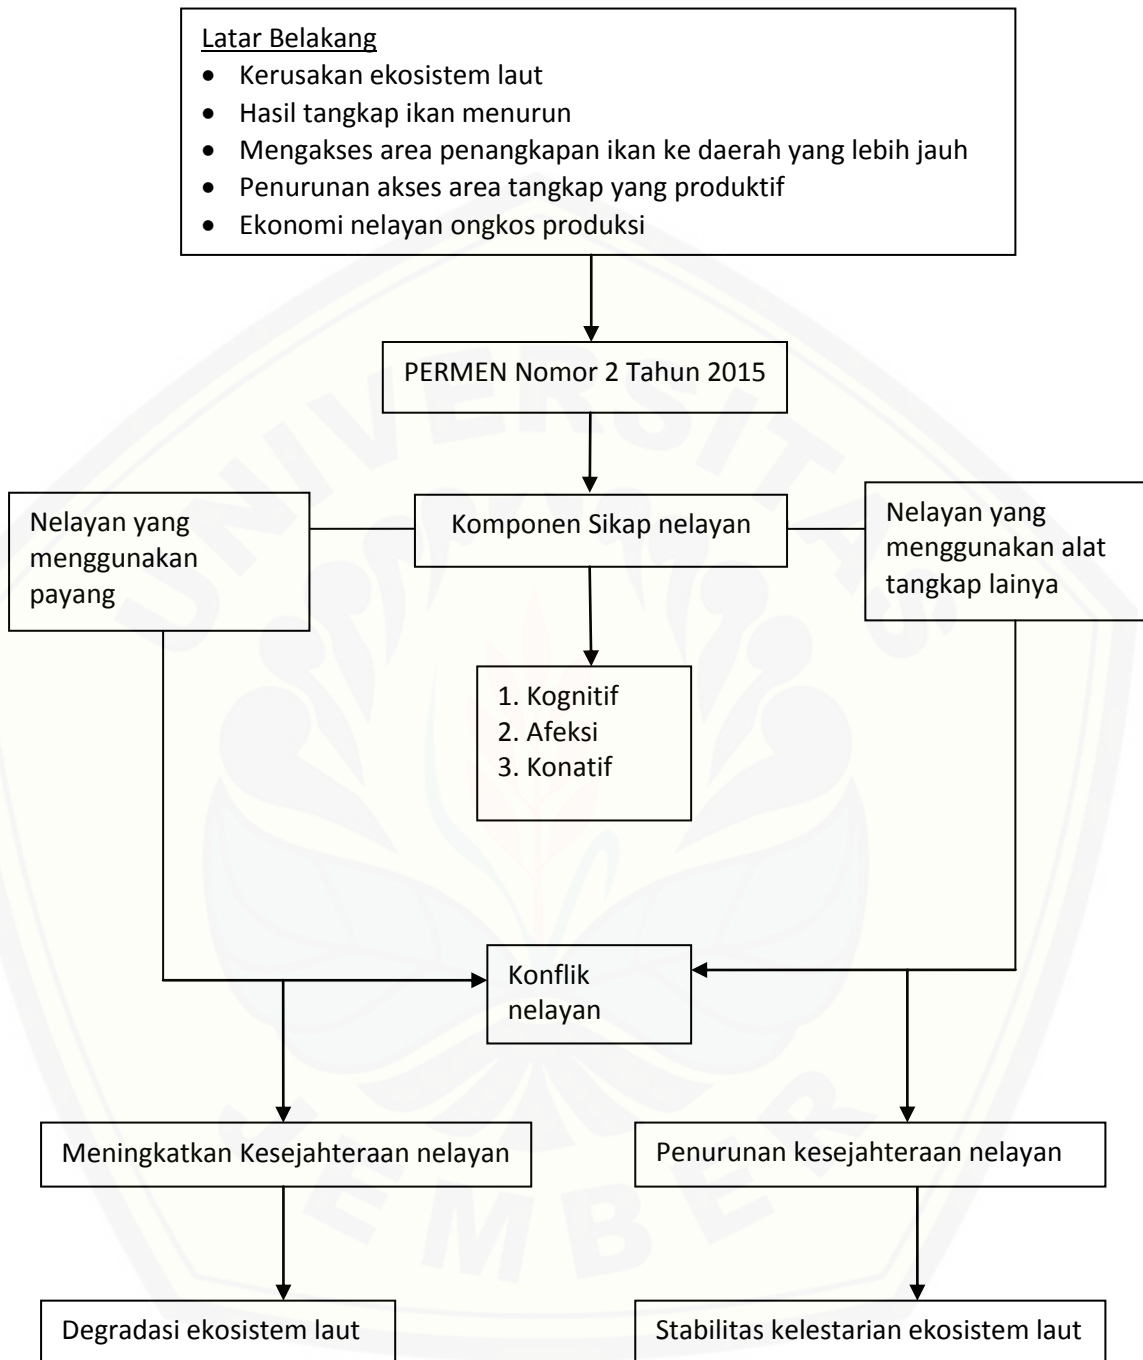 Latar Belakang
• Kerusakan ekosistem laut
• Hasil tangkap ikan menurun
• Mengakses area penangkapan ikan ke daerah yang lebih jauh
• Penurunan akses area tangkap yang produktif
• Ekonomi nelayan ongkos produksi
PERMEN Nomor 2 Tahun 2015
Nelayan yang
menggunakan
payang
Komponen Sikap nelayan
Nelayan yang
menggunakan alat
tangkap lainya
1. Kognitif
2. Afeksi
3. Konatif
Konflik
nelayan
Meningkatkan Kesejahteraan nelayan
Penurunan kesejahteraan nelayan
Degradasi ekosistem laut
Stabilitas kelestarian ekosistem laut
UNIVERSITAS
JEMBER